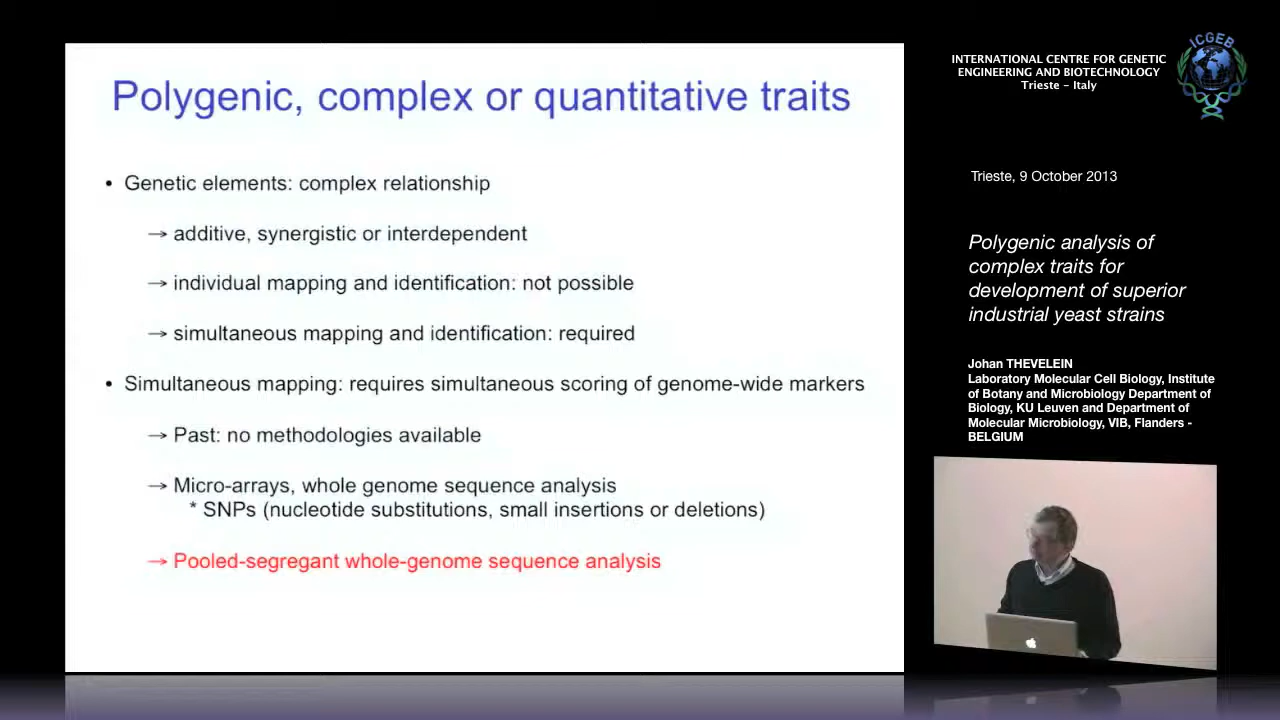 Polygenic, complex or quantitative traits
• Genetic elements: complex relationship
→ additive, synergistic or interdependent
→ individual mapping and identification: not possible
→ simultaneous mapping and identification: required
• Simultaneous mapping: requires simultaneous scoring of genome-wide markers
→ Past: no methodologies available
→ Micro-arrays, whole genome sequence analysis
* SNPs (nucleotide substitutions, small insertions or deletions)
→ Pooled-segregant whole-genome sequence analysis
INTERNATIONAL CENTRE FOR GENETIC
ENGINEERING AND BIOTECHNOLOGY
Trieste - Italy
ICGEB
Trieste, 9 October 2013
Polygenic analysis of
complex traits for
development of superior
industrial yeast strains
Johan THEVELEIN
Laboratory Molecular Cell Biology, Institute
of Botany and Microbiology Department of
Biology, KU Leuven and Department of
Molecular Microbiology, VIB, Flanders -
BELGIUM